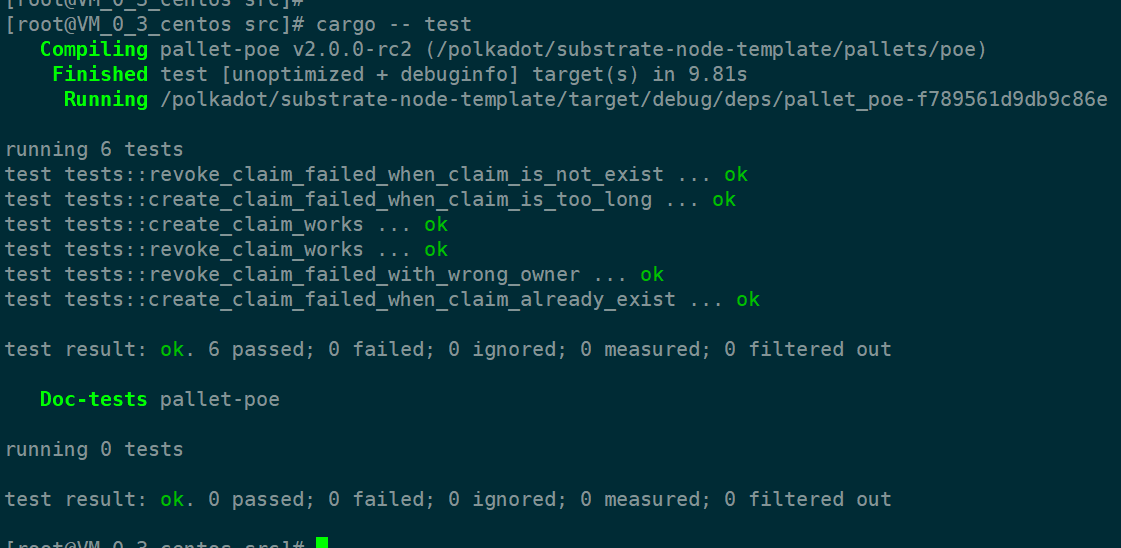 [root@VM_0_3_centos src]#
[root@VM_0_3_centos src]# cargo -- test
Compiling pallet-poe v2.0.0-rc2 (/polkadot/substrate-node-template/pallets/poe)
Finished test [unoptimized + debuginfo] target(s) in 9.81s
Running /polkadot/substrate-node-template/target/debug/deps/pallet_poe-f789561d9db9c86e
running 6 tests
test tests::revoke_claim_failed_when_claim_is_not_exist ... ok
test tests::create_claim_failed_when_claim_is_too_long ... ok
test tests::create_claim_works ... ok
test tests::revoke_claim_works ... ok
test tests::revoke_claim_failed_with_wrong_owner ... ok
test tests::create_claim_failed_when_claim_already_exist ... ok
test result: ok. 6 passed; 0 failed; 0 ignored; 0 measured; 0 filtered out
Doc-tests pallet-poe
running 0 tests
test result: ok. 0 passed; 0 failed; 0 ignored; 0 measured; 0 filtered out
[root@VM_0_3_centos src]#